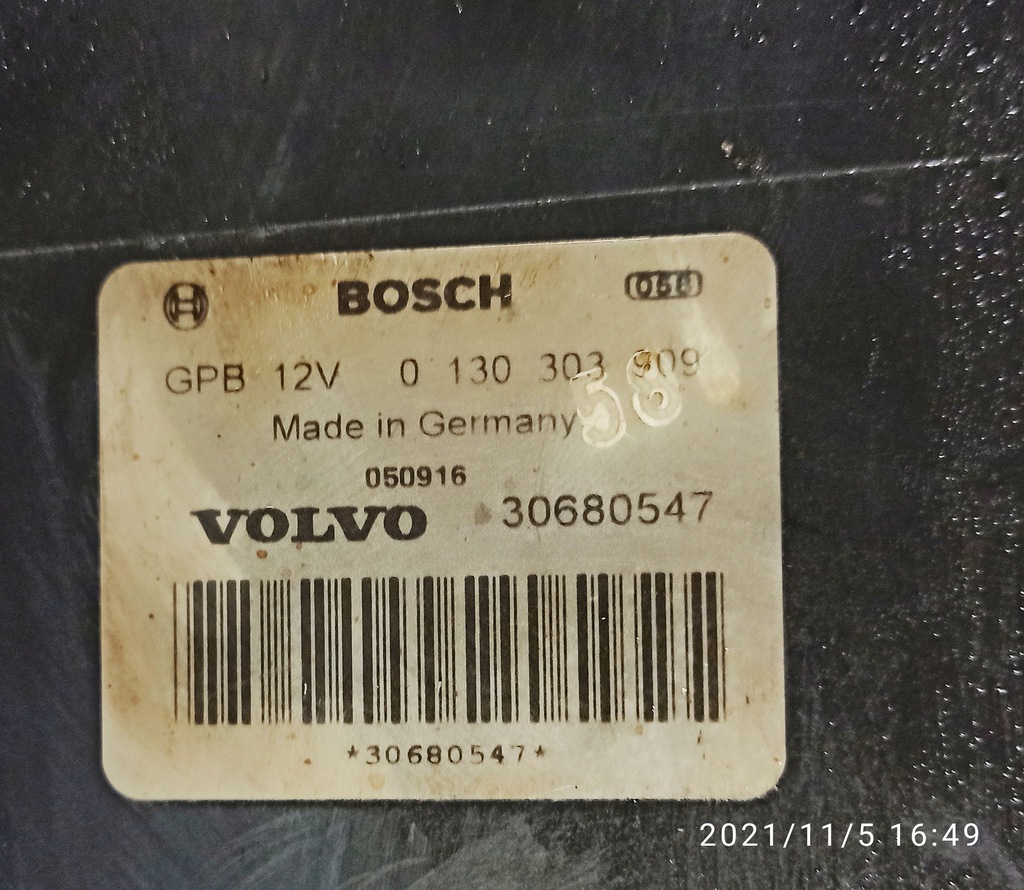 BOSCH
GPB 12V 0 130 303 909
58
Made in Germany
050916
VOLVO 30680547
*30680547*
2021/11/5 16:49